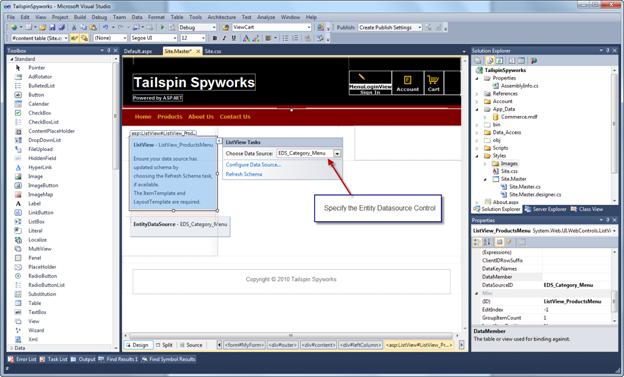 TailspinSpyworks - Microsoft Visual Studio
File Edit View Project Build Debug Team Data Format Table Tools Architecture Test Analyze Window Help
Debug ViewCart
Publish: Create Publish Settings
#content table (Site.c (None) Segoe UI 12
Toolbox
Standard
Pointer
AdRotator
BulletedList
Button
Calendar
CheckBox
CheckBoxList
ContentPlaceHolder
DropDownList
FileUpload
HiddenField
HyperLink
Image
ImageButton
ImageMap
Label
LinkButton
ListBox
Literal
Localize
MultiView
Panel
PlaceHolder
RadioButton
RadioButtonList
Substitution
Table
TextBox
View
Wizard
Xml
Data
Default.aspx Site.Master* Site.css
Tailspin Spyworks
Powered by ASP.NET
MenuLoginView
Sign In
Account
Cart
Home Products About Us Contact Us
asp:ListView#ListView_Prod...
ListView - ListView_ProductsMenu
Ensure your data source has
updated schema by
choosing the Refresh Schema task,
if available.
The ItemTemplate and
LayoutTemplate are required.
ListView Tasks
Choose Data Source: EDS_Category_Menu
Configure Data Source...
Refresh Schema
Specify the Entity Datasource Control
EntityDataSource - EDS_Category_Menu
Copyright © 2010 Tailspin Spyworks
Design Split Source <form#MyForm> <div#outer> <div#content> <div#leftColumn> <asp:ListView#ListView_Pr...>
Solution Explorer
TailspinSpyworks
Properties
AssemblyInfo.cs
References
Account
App_Data
Commerce.mdf
bin
Data_Access
obj
Scripts
Styles
Images
Site.css
Site.Master
Site.Master.cs
Site.Master.designer.cs
About.aspx
Solution Explorer Server Explorer Class View
Properties
ListView_ProductsMenu System.Web.UI.WebControls.ListV
(Expressions)
ClientIDRowSuffix
DataKeyNames
DataMember
DataSourceID EDS_Category_Menu
Misc
(ID) ListView_ProductsMenu
EditIndex -1
GroupItemCount 1
DataMember
The table or view used for binding against.
Error List Task List Output Find Results 1 Find Symbol Results